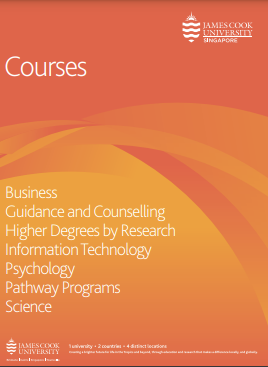 JAMES COOK
UNIVERSITY
SINGAPORE
Courses
Business
Guidance and Counselling
Higher Degrees by Research
Information Technology
Psychology
Pathway Programs
Science
JAMES COOK
UNIVERSITY
1 university • 2 countries • 4 distinct locations